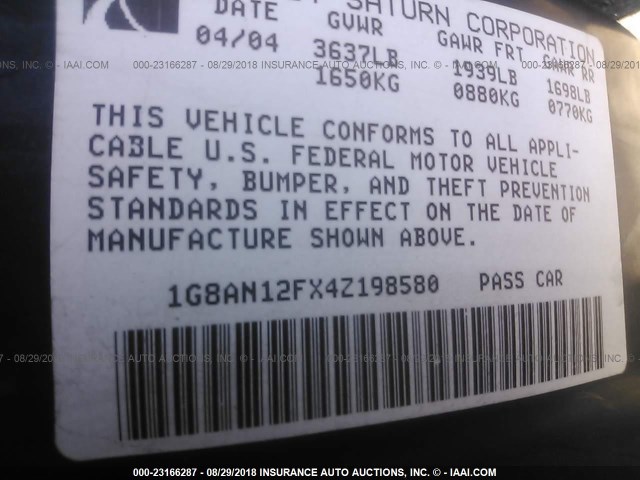 SATURN CORPORATION
DATE GVWR GAWR FRT GAWR RR
04/04 3637LB 1939LB 1698LB
1650KG 0880KG 0770KG
THIS VEHICLE CONFORMS TO ALL APPLI-
CABLE U.S. FEDERAL MOTOR VEHICLE
SAFETY, BUMPER, AND THEFT PREVENTION
STANDARDS IN EFFECT ON THE DATE OF
MANUFACTURE SHOWN ABOVE.
1G8AN12FX4Z198580 PASS CAR
000-23166287 - 08/29/2018 INSURANCE AUTO AUCTIONS, INC. - © IAAI.COM